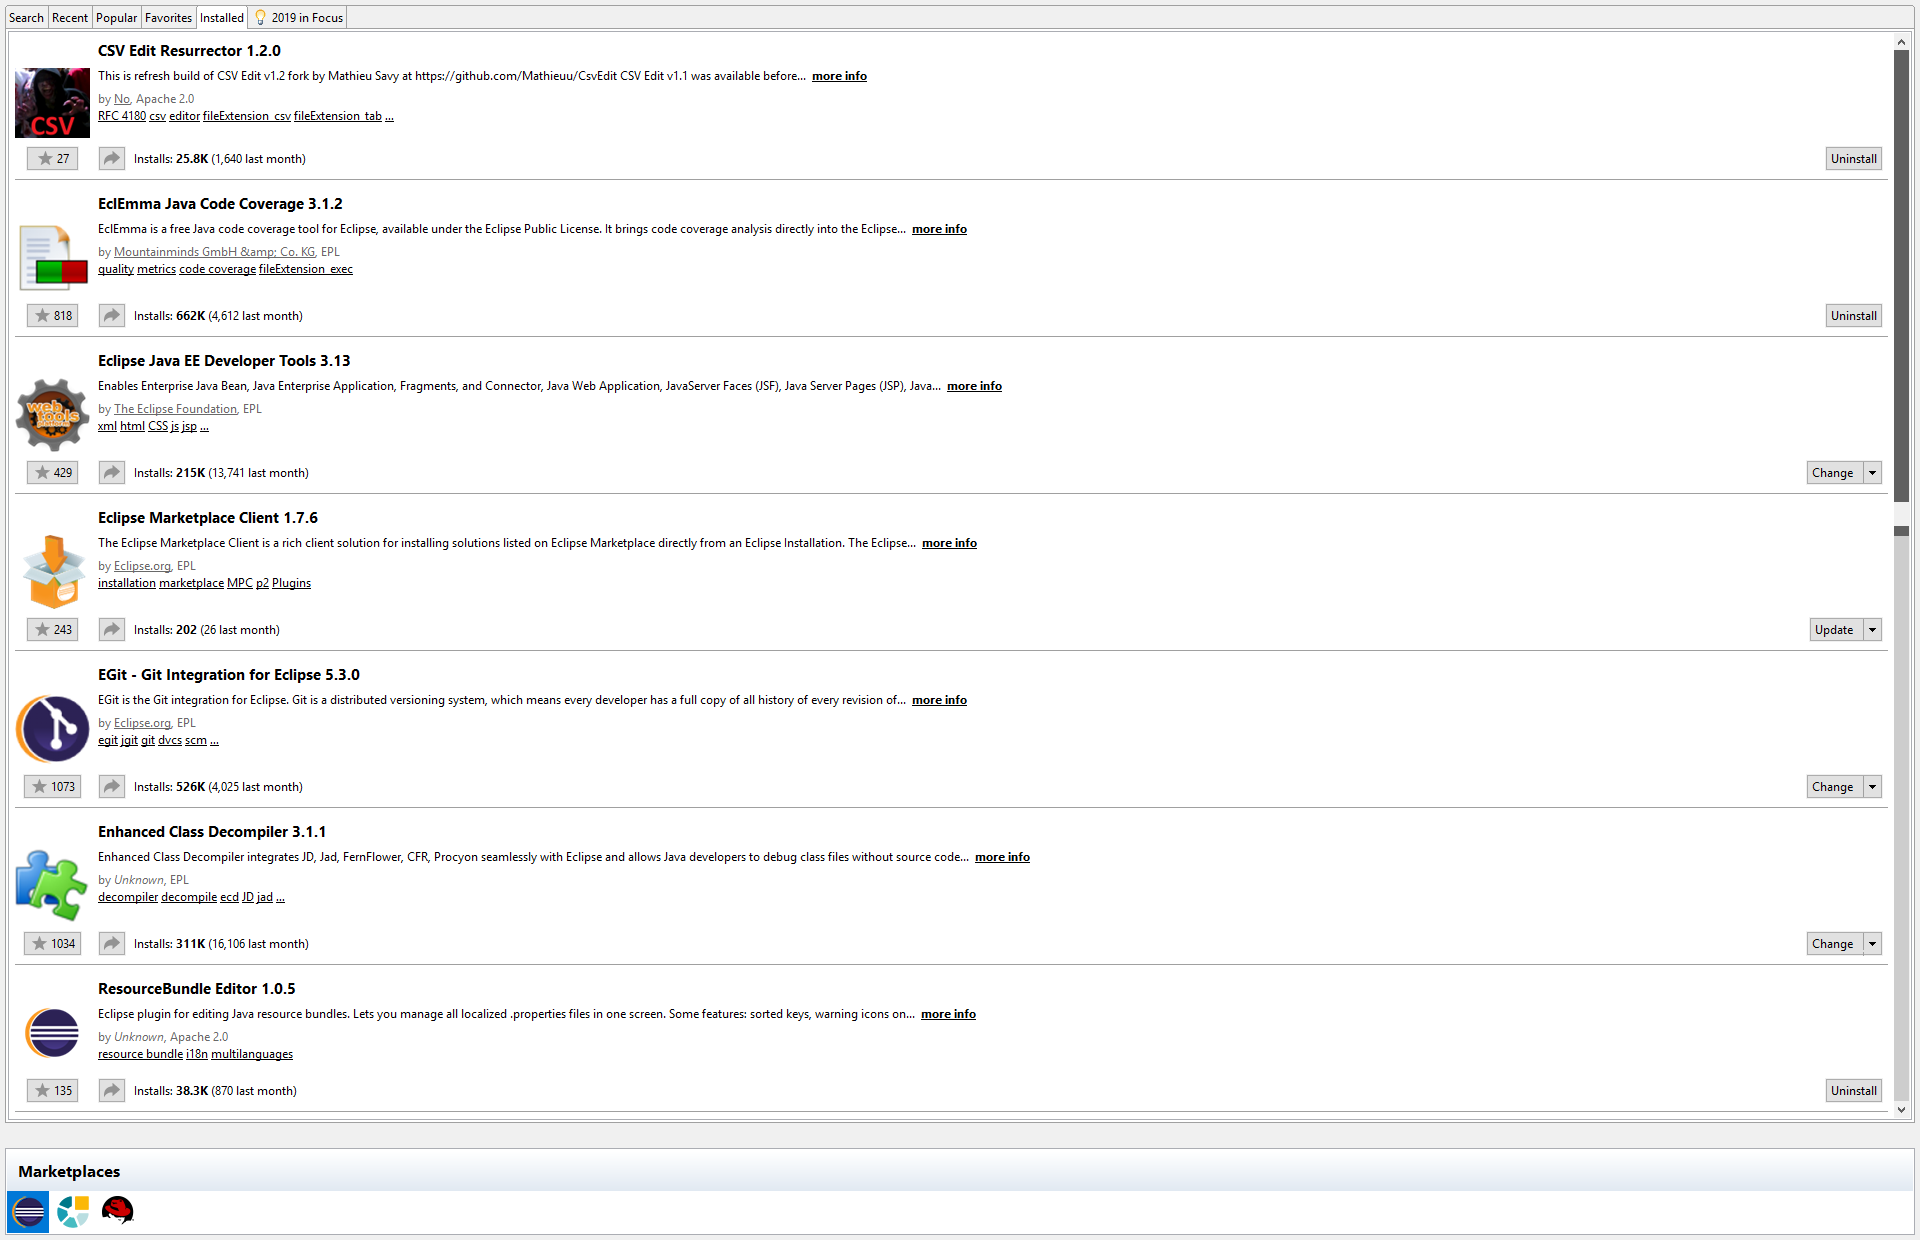 Search Recent Popular Favorites Installed 2019 in Focus
CSV Edit Resurrector 1.2.0
This is refresh build of CSV Edit v1.2 fork by Mathieu Savy at https://github.com/Mathieuu/CsvEdit CSV Edit v1.1 was available before... more info
by No, Apache 2.0
RFC 4180 csv editor fileExtension_csv fileExtension_tab ...
CSV
27 Installs: 25.8K (1,640 last month) Uninstall
EclEmma Java Code Coverage 3.1.2
EclEmma is a free Java code coverage tool for Eclipse, available under the Eclipse Public License. It brings code coverage analysis directly into the Eclipse... more info
by Mountainminds GmbH &amp; Co. KG, EPL
quality metrics code coverage fileExtension_exec
818 Installs: 662K (4,612 last month) Uninstall
Eclipse Java EE Developer Tools 3.13
Enables Enterprise Java Bean, Java Enterprise Application, Fragments, and Connector, Java Web Application, JavaServer Faces (JSF), Java Server Pages (JSP), Java... more info
by The Eclipse Foundation, EPL
web
tools
platform
xml html CSS js jsp ...
429 Installs: 215K (13,741 last month) Change
Eclipse Marketplace Client 1.7.6
The Eclipse Marketplace Client is a rich client solution for installing solutions listed on Eclipse Marketplace directly from an Eclipse Installation. The Eclipse... more info
by Eclipse.org, EPL
installation marketplace MPC p2 Plugins
243 Installs: 202 (26 last month) Update
EGit - Git Integration for Eclipse 5.3.0
EGit is the Git integration for Eclipse. Git is a distributed versioning system, which means every developer has a full copy of all history of every revision of... more info
by Eclipse.org, EPL
egit jgit git dvcs scm ...
1073 Installs: 526K (4,025 last month) Change
Enhanced Class Decompiler 3.1.1
Enhanced Class Decompiler integrates JD, Jad, FernFlower, CFR, Procyon seamlessly with Eclipse and allows Java developers to debug class files without source code... more info
by Unknown, EPL
decompiler decompile ecd JD jad ...
1034 Installs: 311K (16,106 last month) Change
ResourceBundle Editor 1.0.5
Eclipse plugin for editing Java resource bundles. Lets you manage all localized .properties files in one screen. Some features: sorted keys, warning icons on... more info
by Unknown, Apache 2.0
resource bundle i18n multilanguages
135 Installs: 38.3K (870 last month) Uninstall
Marketplaces